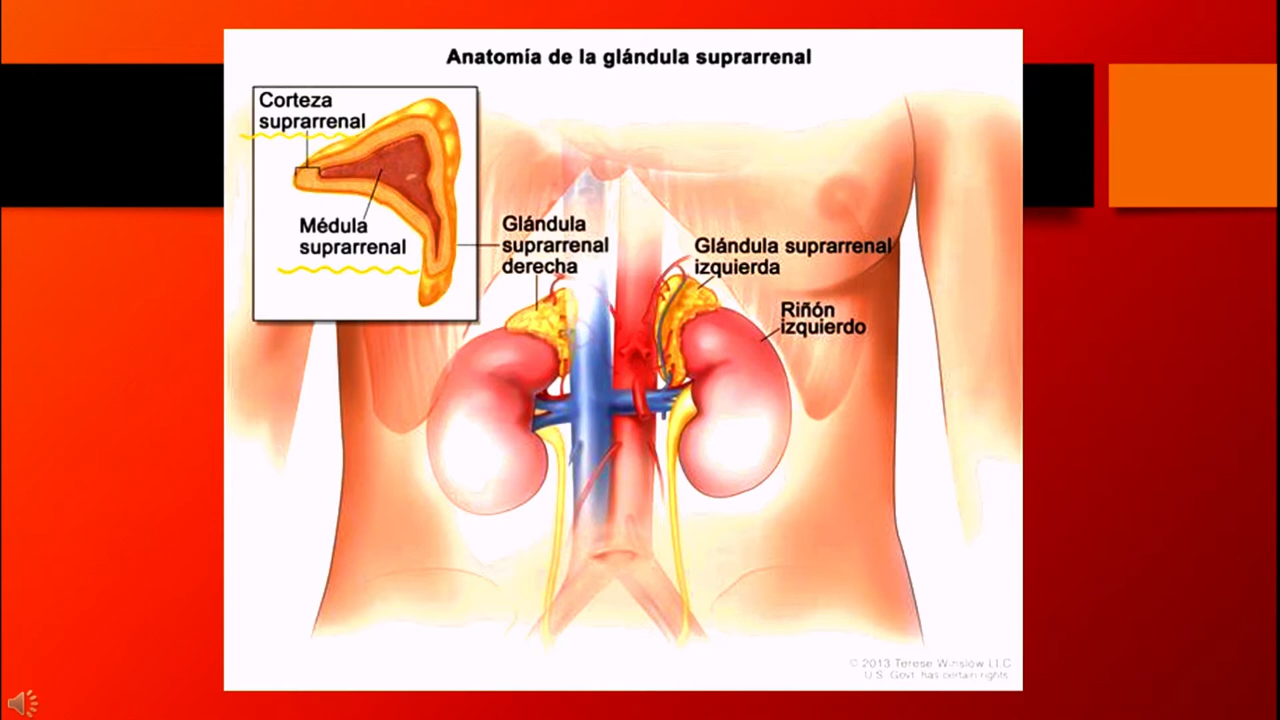 Anatomía de la glándula suprarrenal
Corteza
suprarrenal
Médula
suprarrenal
Glándula
suprarrenal
derecha
Glándula suprarrenal
izquierda
Riñón
izquierdo
© 2013 Terese Winslow LLC
U.S. Govt. has certain rights